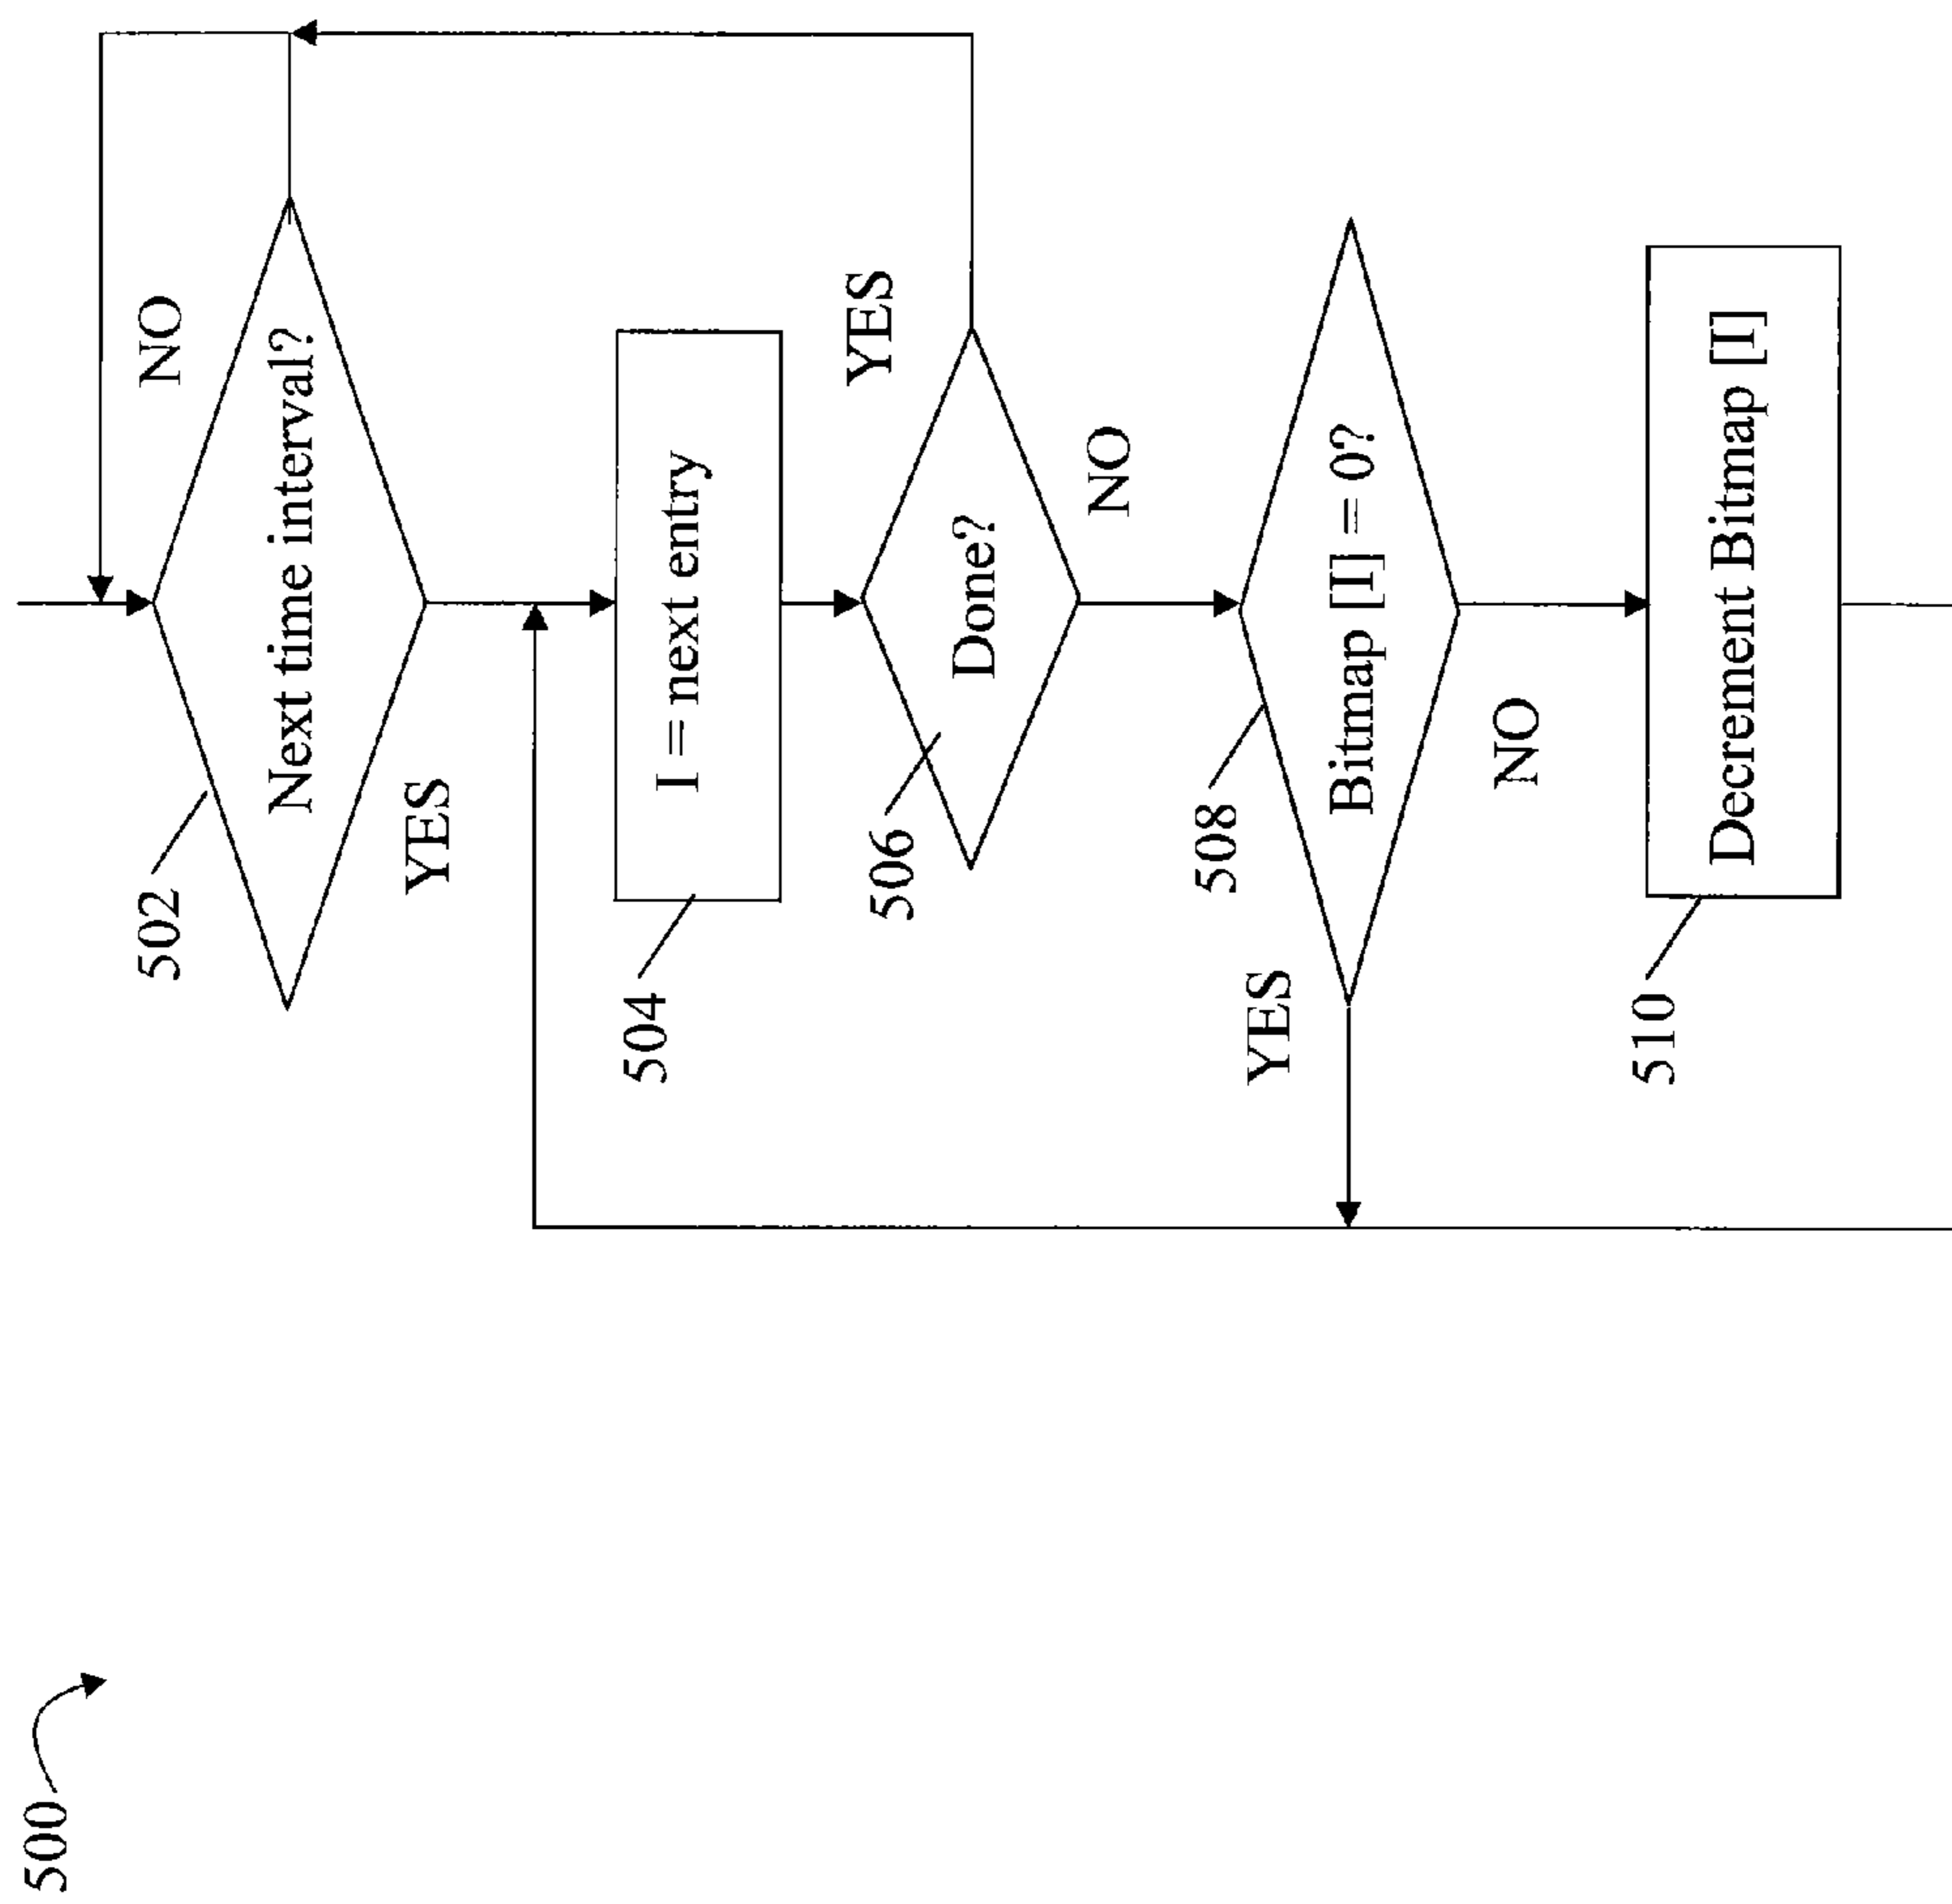 500
502
Next time interval?
NO
YES
504
I = next entry
506
Done?
YES
NO
508
Bitmap [I] = 0?
YES
NO
510
Decrement Bitmap [I]